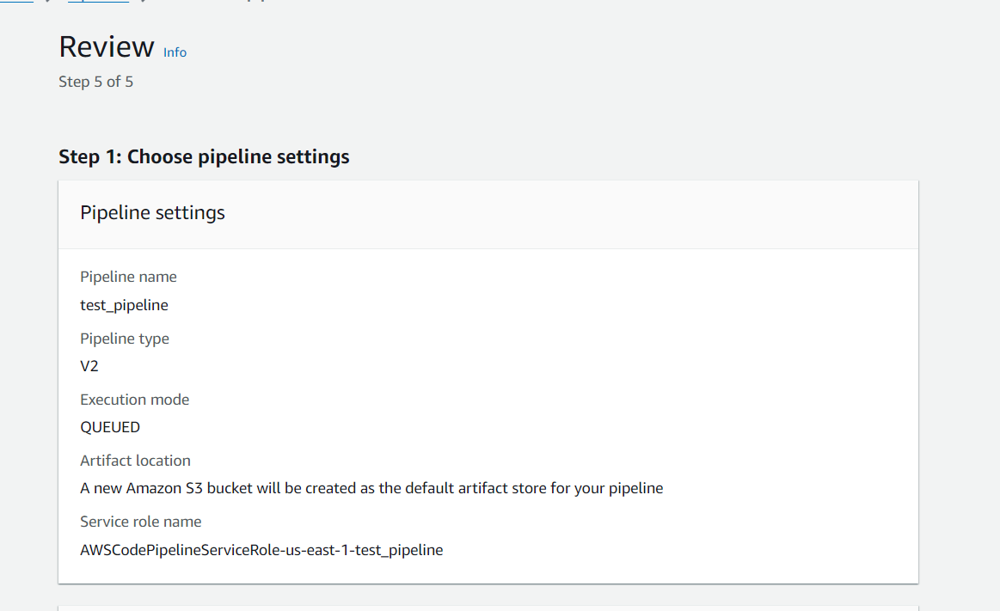 Review Info
Step 5 of 5
Step 1: Choose pipeline settings
Pipeline settings
Pipeline name
test_pipeline
Pipeline type
V2
Execution mode
QUEUED
Artifact location
A new Amazon S3 bucket will be created as the default artifact store for your pipeline
Service role name
AWSCodePipelineServiceRole-us-east-1-test_pipeline